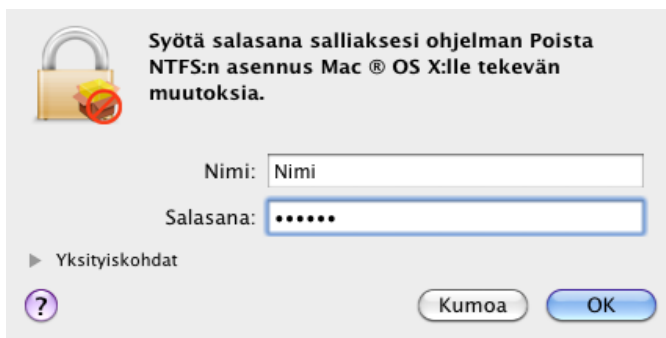 Syötä salasana salliaksesi ohjelman Poista
NTFS:n asennus Mac ® OS X:lle tekevän
muutoksia.
Nimi: Nimi
Salasana: ••••••
Yksityiskohdat
? Kumoa OK